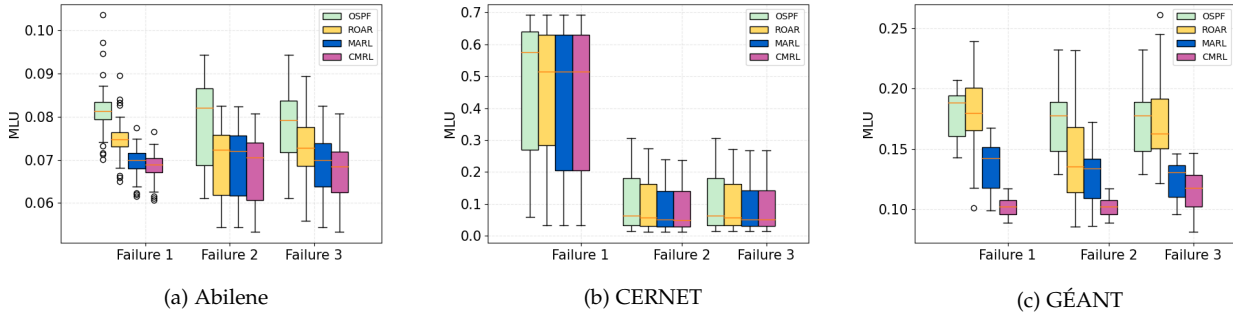 0.10
0.09
0.08
0.07
0.06
MLU
OSPF
ROAR
MARL
CMRL
Failure 1
Failure 2
Failure 3
(a) Abilene
0.7
0.6
0.5
0.4
0.3
0.2
0.1
0.0
MLU
OSPF
ROAR
MARL
CMRL
Failure 1
Failure 2
Failure 3
(b) CERNET
0.25
0.20
0.15
0.10
MLU
OSPF
ROAR
MARL
CMRL
Failure 1
Failure 2
Failure 3
(c) GÉANT